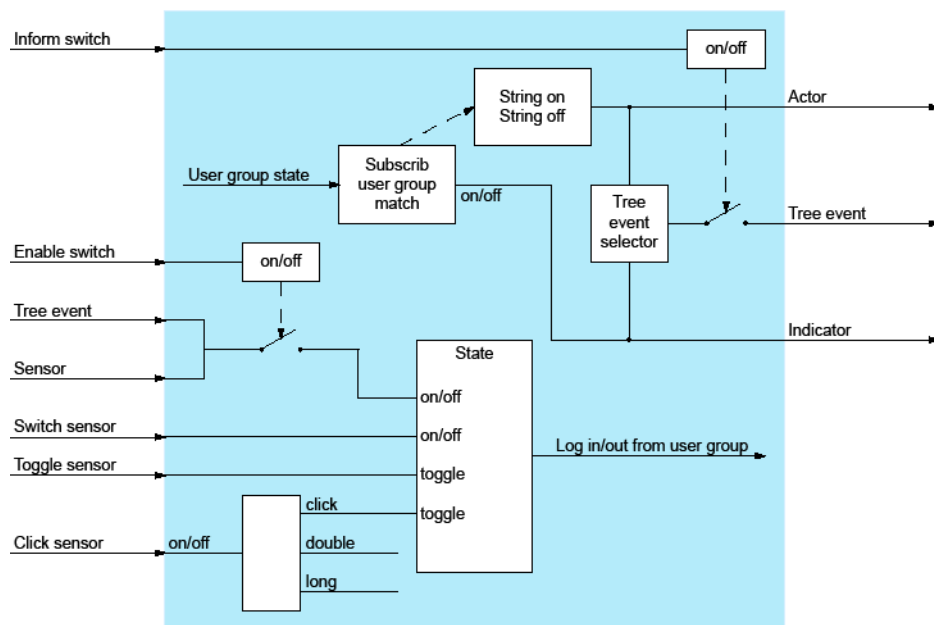 Inform switch
on/off
String on
String off
Actor
User group state
Subscrib
user group
match
on/off
Tree
event
selector
Tree event
Enable switch
on/off
Tree event
Indicator
Sensor
State
on/off
Switch sensor
on/off
Log in/out from user group
Toggle sensor
toggle
click
toggle
Click sensor
on/off
double
long